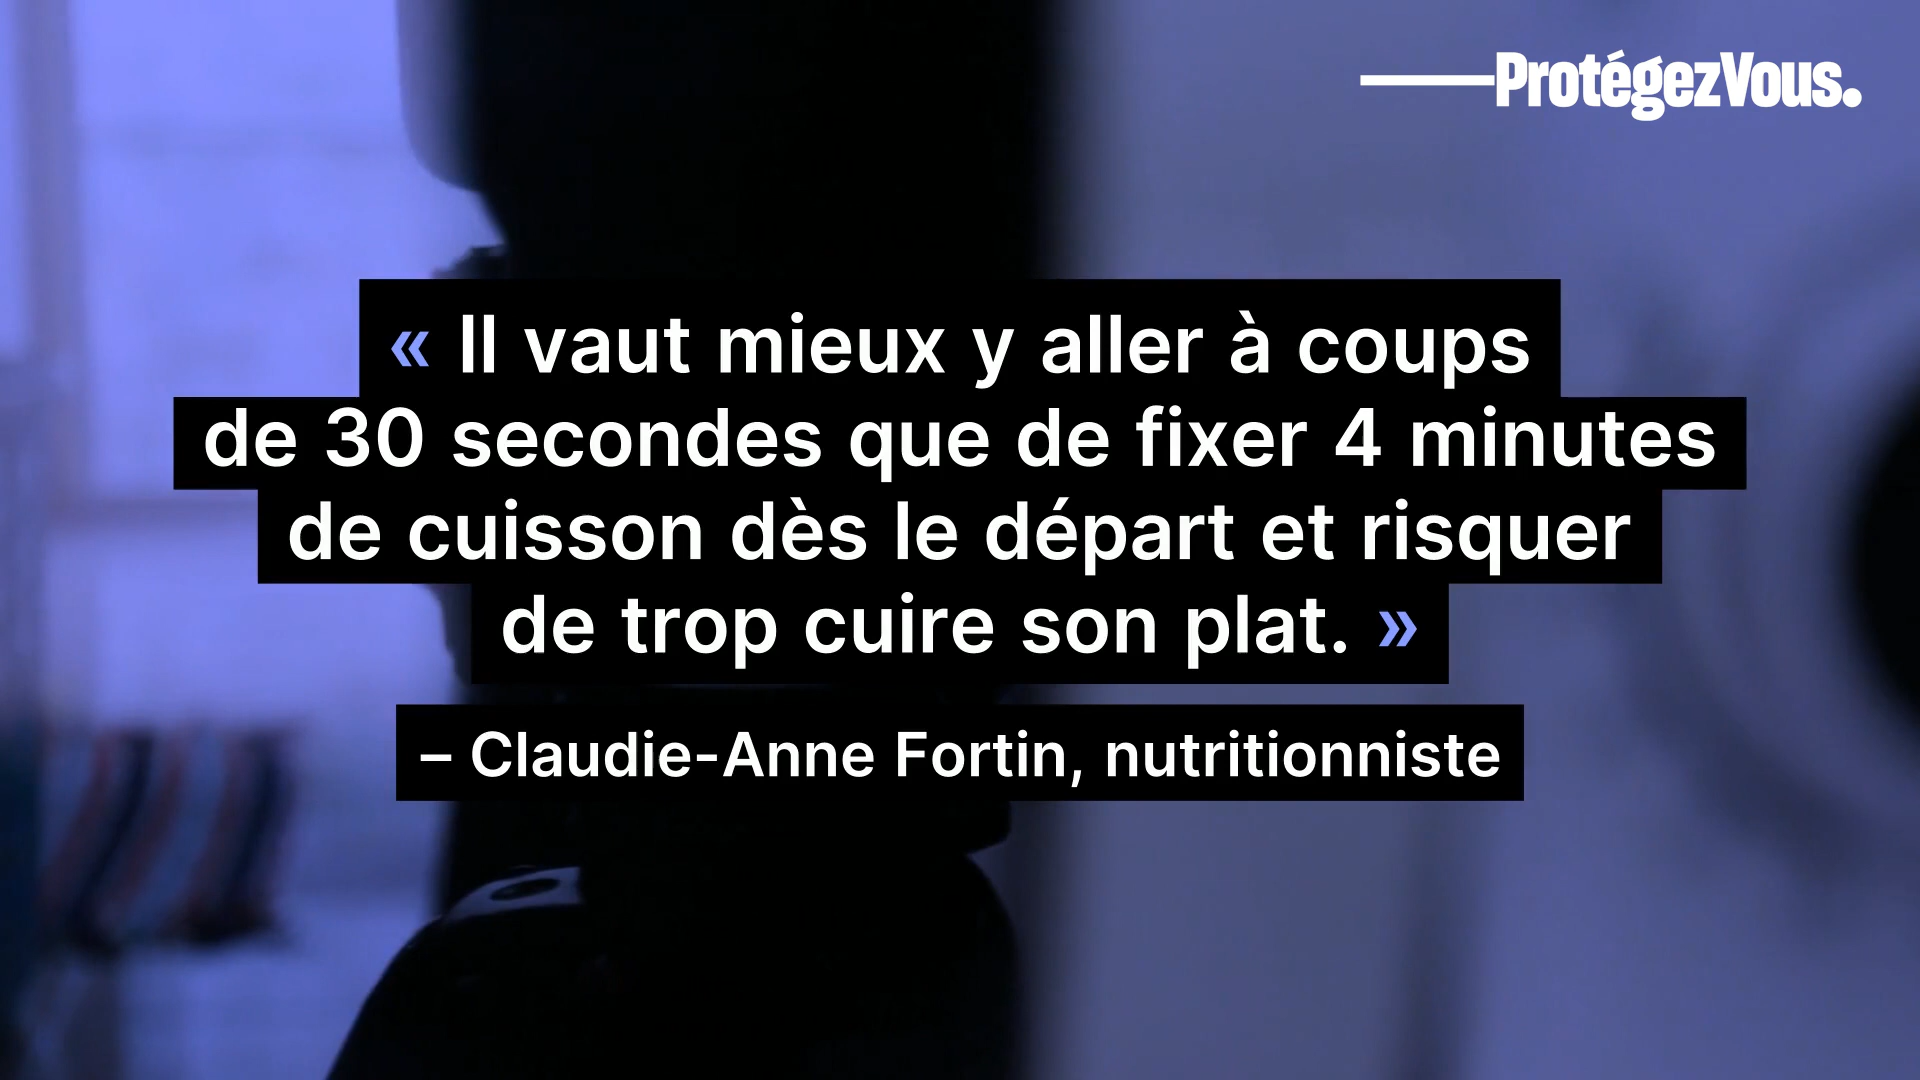 ProtégezVous.
« Il vaut mieux y aller à coups
de 30 secondes que de fixer 4 minutes
de cuisson dès le départ et risquer
de trop cuire son plat. »
– Claudie-Anne Fortin, nutritionniste